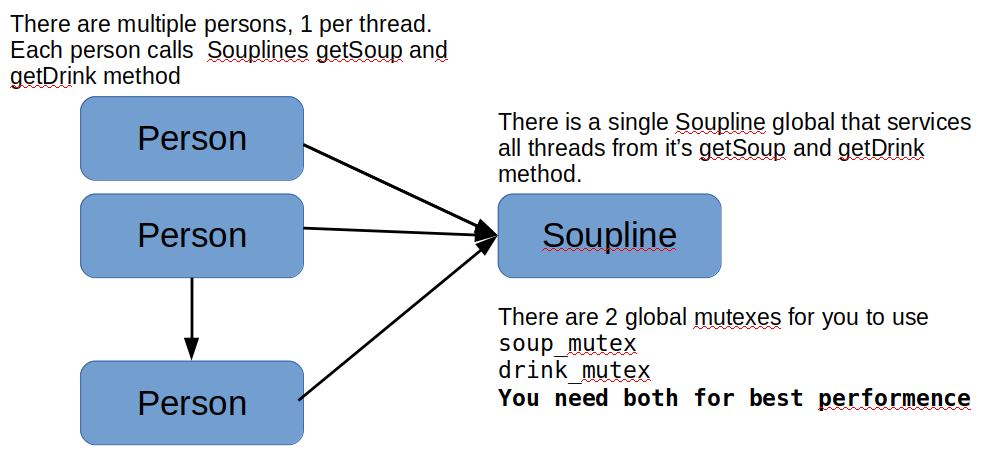 There are multiple persons, 1 per thread.
Each person calls  Souplines getSoup and
getDrink method
Person
Person
Person
There is a single Soupline global that services
all threads from it’s getSoup and getDrink
method.
Soupline
There are 2 global mutexes for you to use
soup_mutex
drink_mutex
You need both for best performence